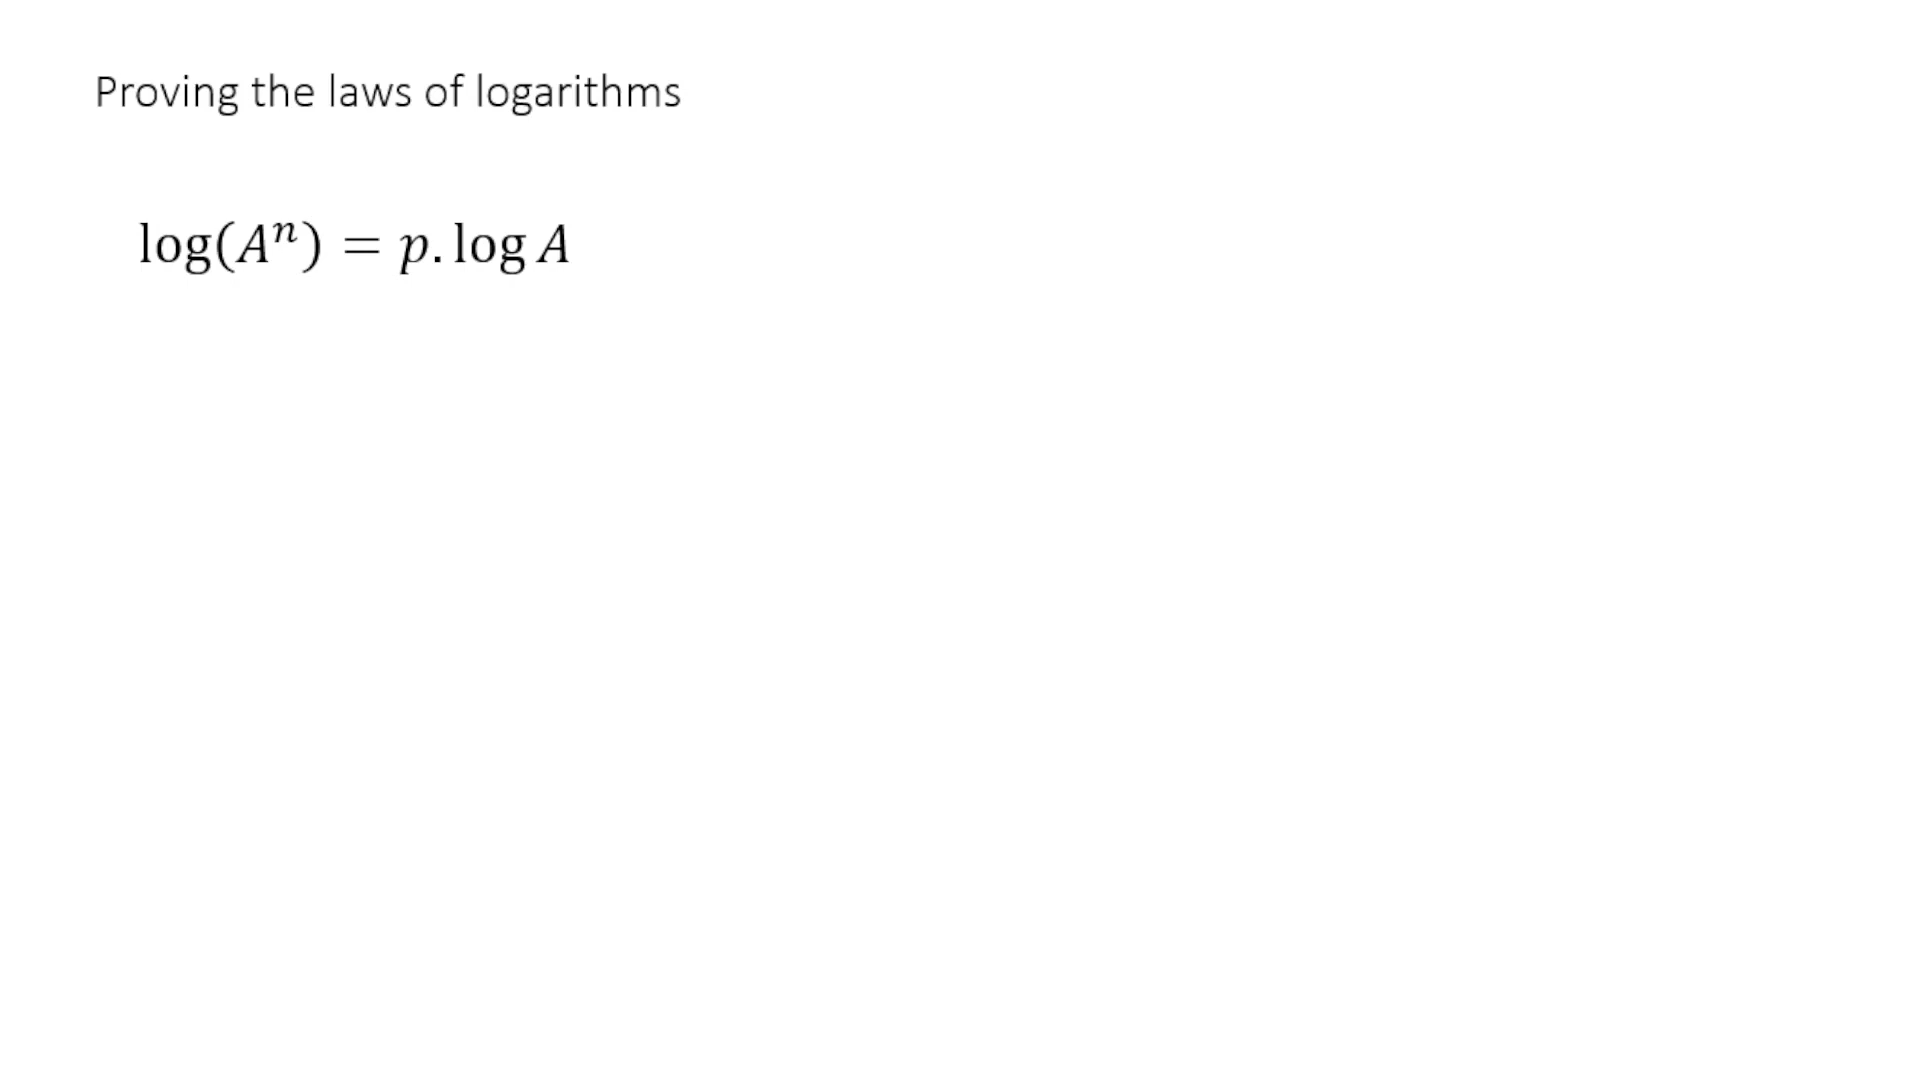 Proving the laws of logarithms
log(Aⁿ) = p. log A